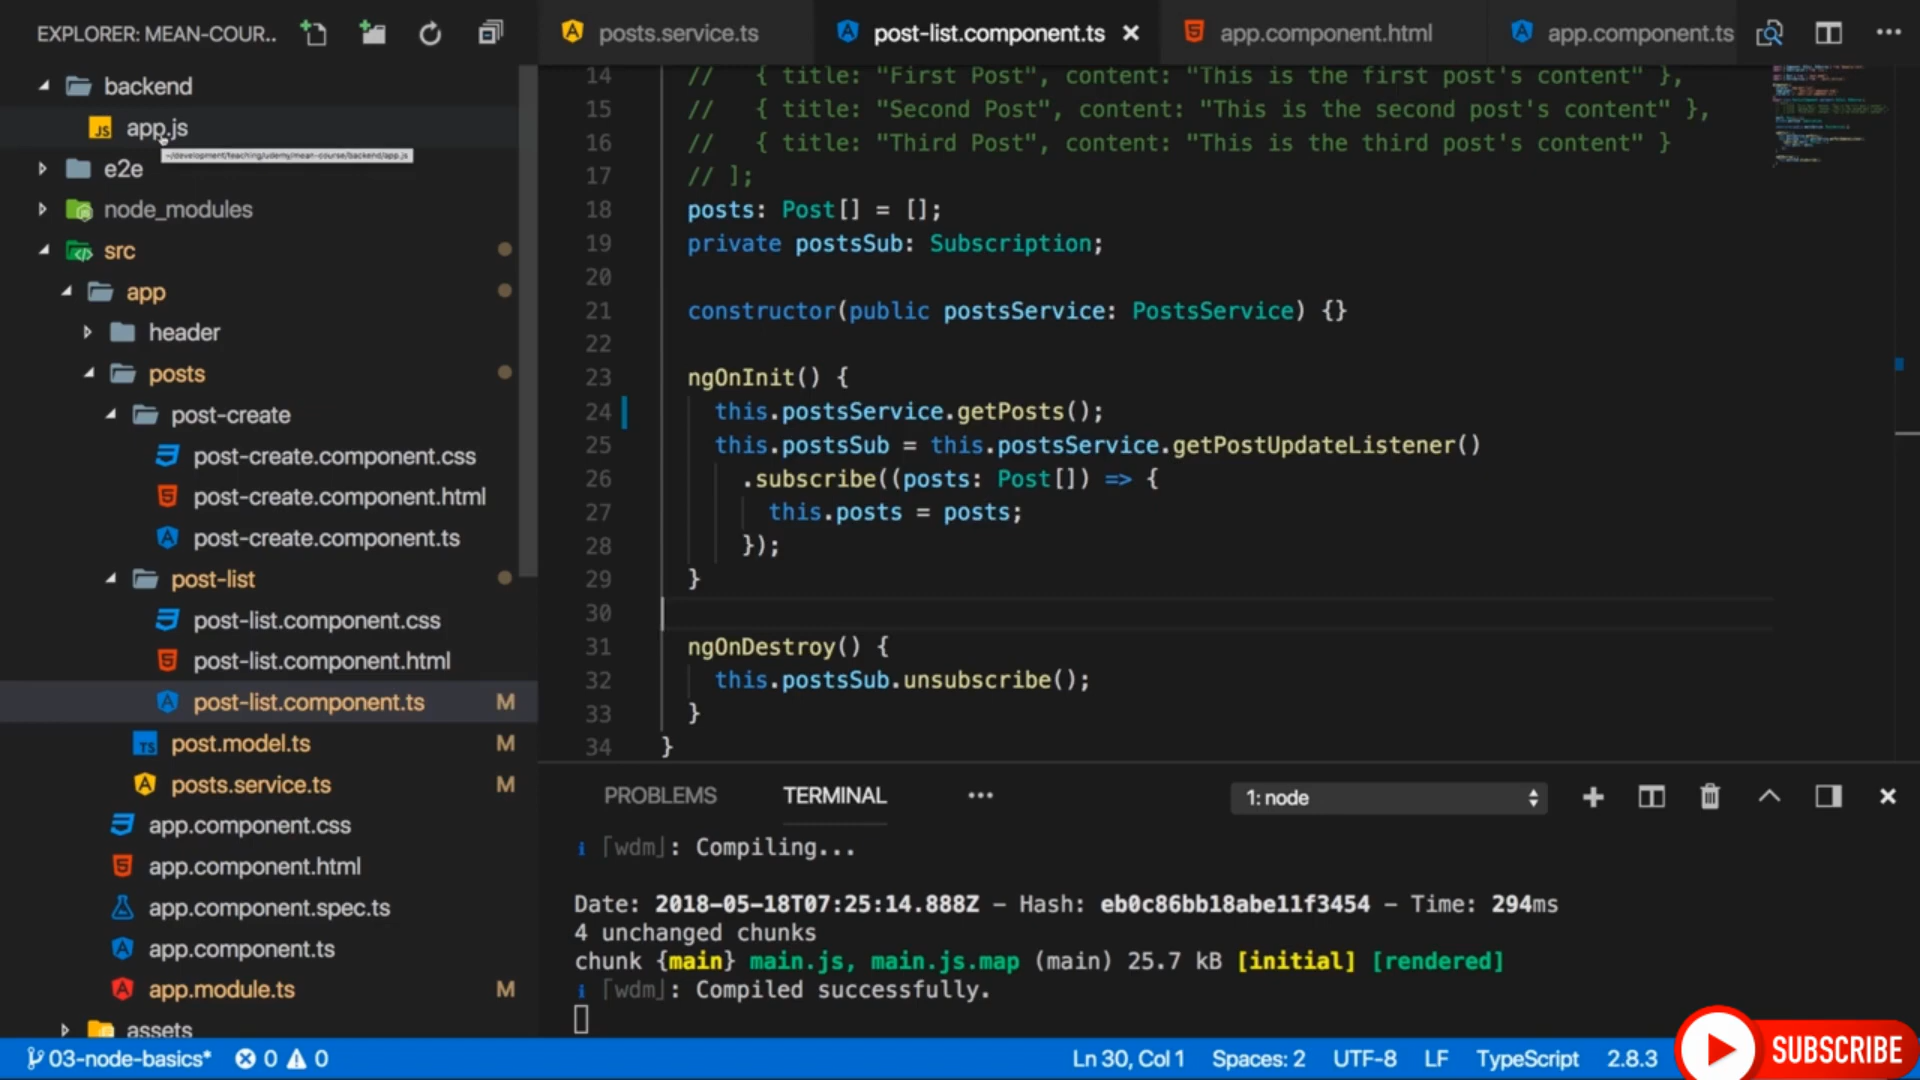 EXPLORER: MEAN-COUR..
backend
app.js
~/development/teaching/udemy/mean-course/backend/app.js
e2e
node_modules
src
app
header
posts
post-create
post-create.component.css
post-create.component.html
post-create.component.ts
post-list
post-list.component.css
post-list.component.html
post-list.component.ts M
post.model.ts M
posts.service.ts M
app.component.css
app.component.html
app.component.spec.ts
app.component.ts
app.module.ts M
assets
posts.service.ts post-list.component.ts app.component.html app.component.ts
14 // { title: "First Post", content: "This is the first post's content" },
15 // { title: "Second Post", content: "This is the second post's content" },
16 // { title: "Third Post", content: "This is the third post's content" }
17 // ];
18 posts: Post[] = [];
19 private postsSub: Subscription;
20
21 constructor(public postsService: PostsService) {}
22
23 ngOnInit() {
24 this.postsService.getPosts();
25 this.postsSub = this.postsService.getPostUpdateListener()
26 .subscribe((posts: Post[]) => {
27 this.posts = posts;
28 });
29 }
30
31 ngOnDestroy() {
32 this.postsSub.unsubscribe();
33 }
34 }
PROBLEMS TERMINAL ••• 1: node
i ｢wdm｣: Compiling...
Date: 2018-05-18T07:25:14.888Z – Hash: eb0c86bb18abe11f3454 – Time: 294ms
4 unchanged chunks
chunk {main} main.js, main.js.map (main) 25.7 kB [initial] [rendered]
i ｢wdm｣: Compiled successfully.
03-node-basics* 0 0 Ln 30, Col 1 Spaces: 2 UTF-8 LF TypeScript 2.8.3
SUBSCRIBE